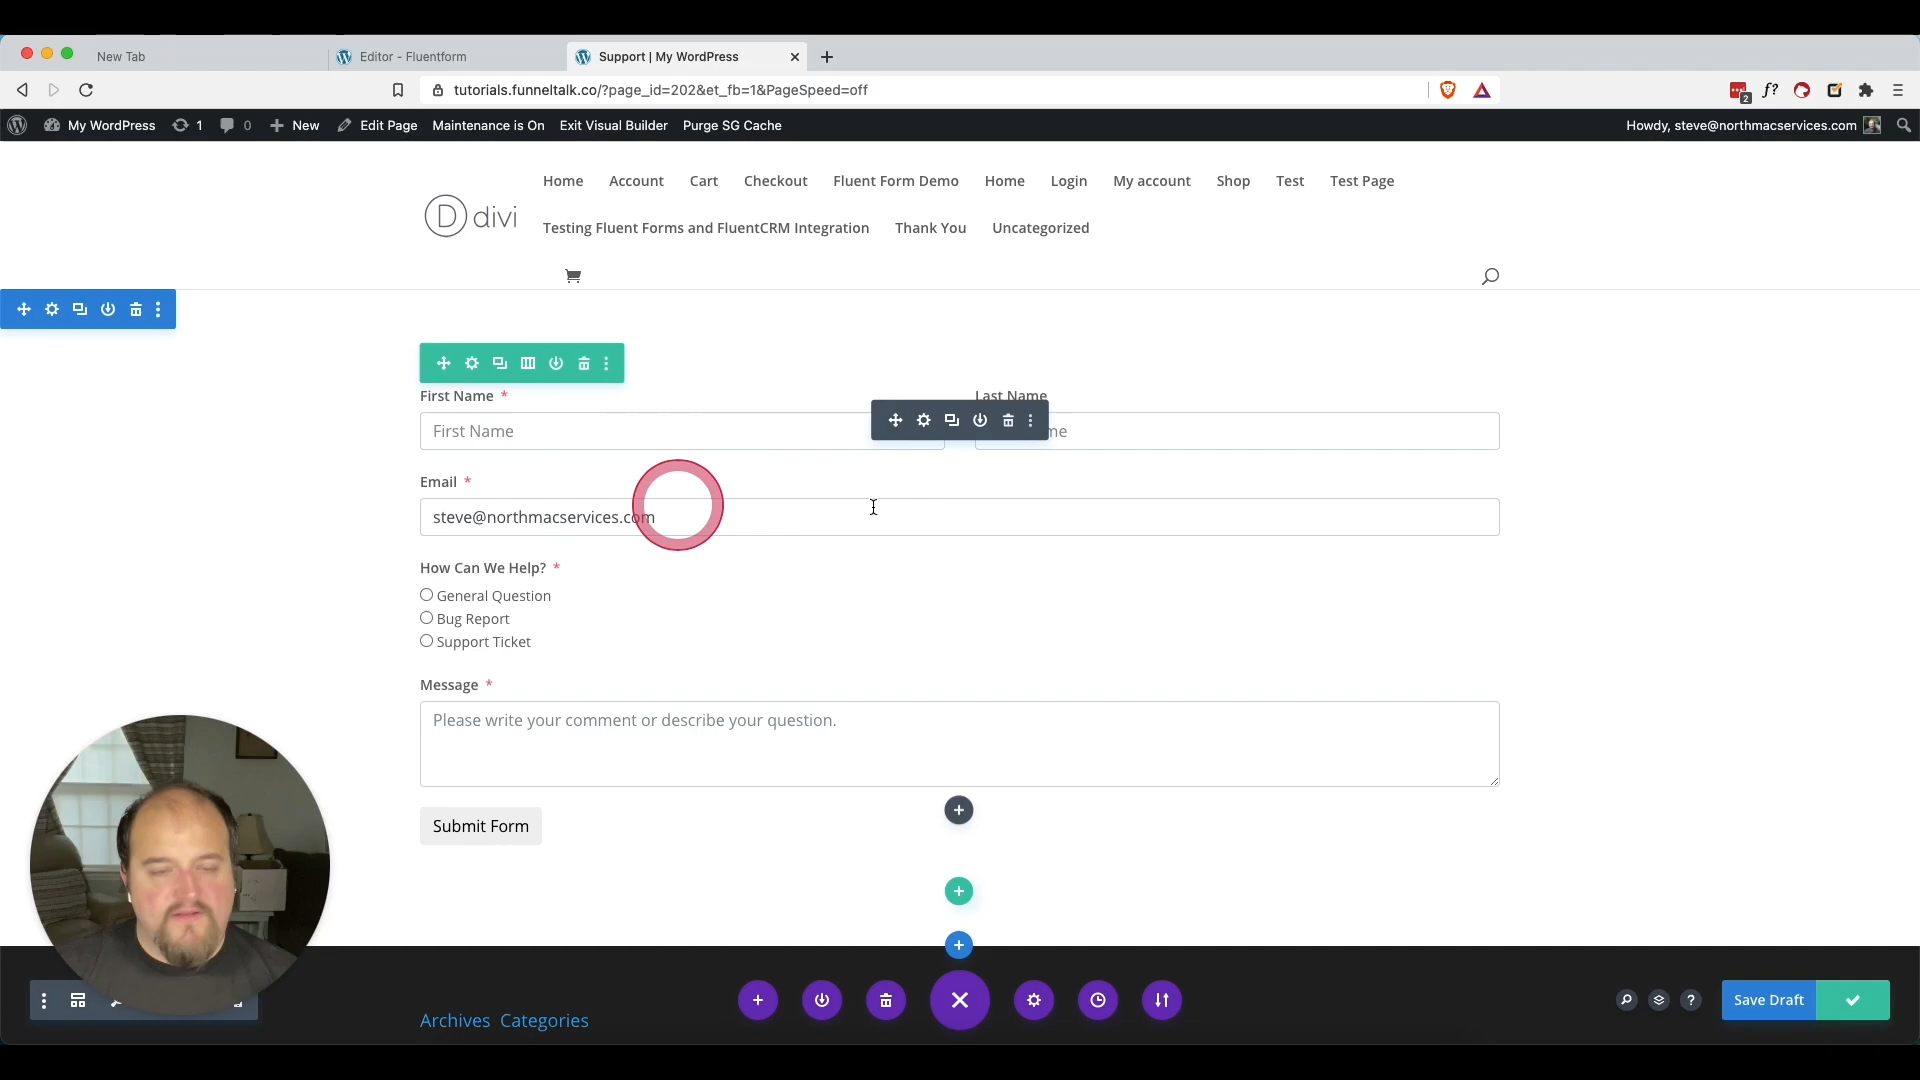 New Tab
Editor - Fluentform
Support | My WordPress
tutorials.funneltalk.co/?page_id=202&et_fb=1&PageSpeed=off
2
f?
My WordPress
1
0
New
Edit Page
Maintenance is On
Exit Visual Builder
Purge SG Cache
Howdy, steve@northmacservices.com
Home Account Cart Checkout Fluent Form Demo Home Login My account Shop Test Test Page
D divi
Testing Fluent Forms and FluentCRM Integration Thank You Uncategorized
First Name *
Last Name
First Name
me
Email *
steve@northmacservices.com
How Can We Help? *
General Question
Bug Report
Support Ticket
Message *
Please write your comment or describe your question.
Submit Form
?
Save Draft
Archives Categories